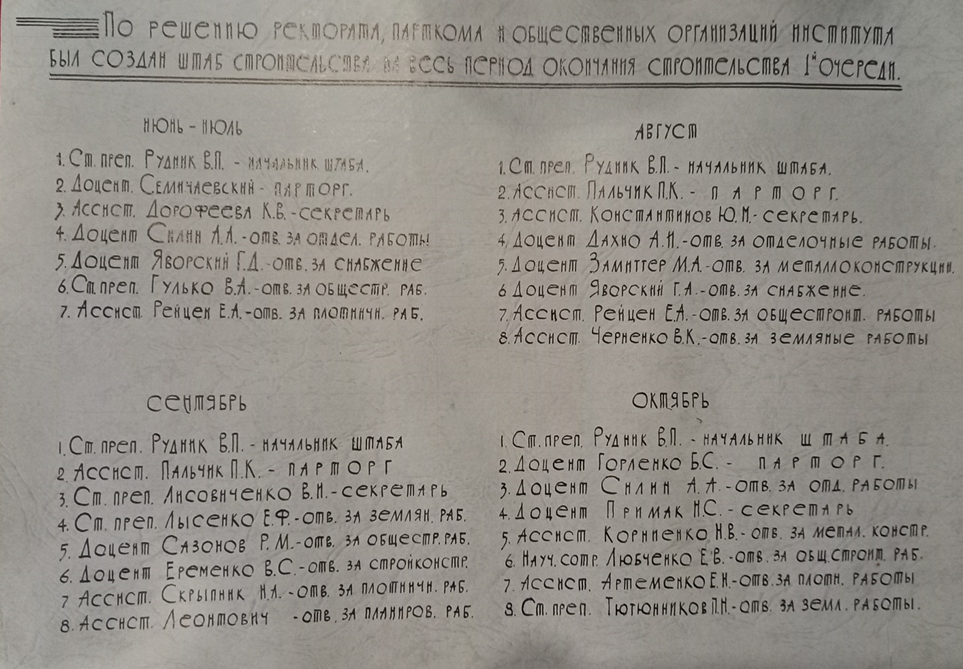 По решению ректората, парткома и общественных организаций института
был создан штаб строительства на весь период окончания строительства 1й очереди.
Июнь - июль
1. Ст. преп. Рудник В.П. - начальник штаба.
2. Доцент. Семичаевский - парторг.
3. Ассист. Дорофеева К.В. - секретарь
4. Доцент Силин А.А. - отв. за отдел. работы
5. Доцент Яворский Г.Д. - отв. за снабжение
6. Ст. преп. Гулько В.А. - отв. за общестр. раб.
7. Ассист. Рейцен Е.А. - отв. за плотничн. раб.
Август
1. Ст. преп. Рудник В.П. - начальник штаба.
2. Ассист. Пальчик П.К. - парторг.
3. Ассист. Константинов Ю.М. - секретарь.
4. Доцент Дахно А.И. - отв. за отделочные работы.
5. Доцент Замиттер М.А. - отв. за металлоконструкции.
6 Доцент Яворский Г.А. - отв. за снабжение.
7. Ассист. Рейцен Е.А. - отв. за общестроит. работы
8. Ассист. Черненко В.К. - отв. за земляные работы
Сентябрь
1. Ст. преп. Рудник В.П. - начальник штаба
2 Ассист. Пальчик П.К. - парторг
3. Ст. преп. Лисовиченко В.И. - секретарь
4. Ст. преп. Лысенко Е.Ф. - отв. за землян. раб.
5. Доцент Сазонов Р.М. - отв. за общестр. раб.
6. Доцент Еременко В.С. - отв. за стройконстр.
7 Ассист. Скрыпник И.А. - отв. за плотничн. раб.
8. Ассист. Леонтович - отв. за планиров. раб.
Октябрь
1. Ст. преп. Рудник В.П. - начальник штаба.
2. Доцент Горленко Б.С. - парторг.
3. Доцент Силин А.А. - отв. за отд. работы
4. Доцент Примак Н.С. - секретарь
5. Ассист. Корниенко Н.В. - отв. за метал. констр.
6. Науч. сотр. Любченко Е.В. - отв. за общ. строит. раб.
7. Ассист. Артеменко Е.Н. - отв. за плотн. работы
8. Ст. преп. Тютюнников П.Н. - отв. за земл. работы.